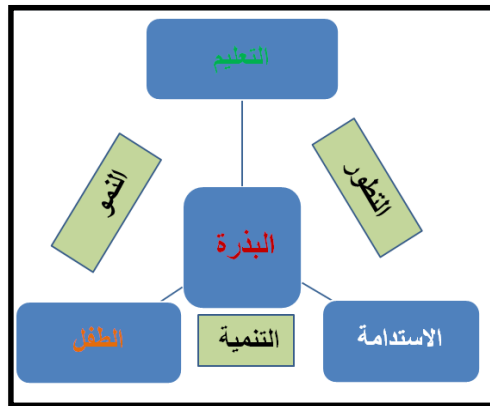 التعليم
التطور
النمو
البذرة
الاستدامة
التنمية
الطفل